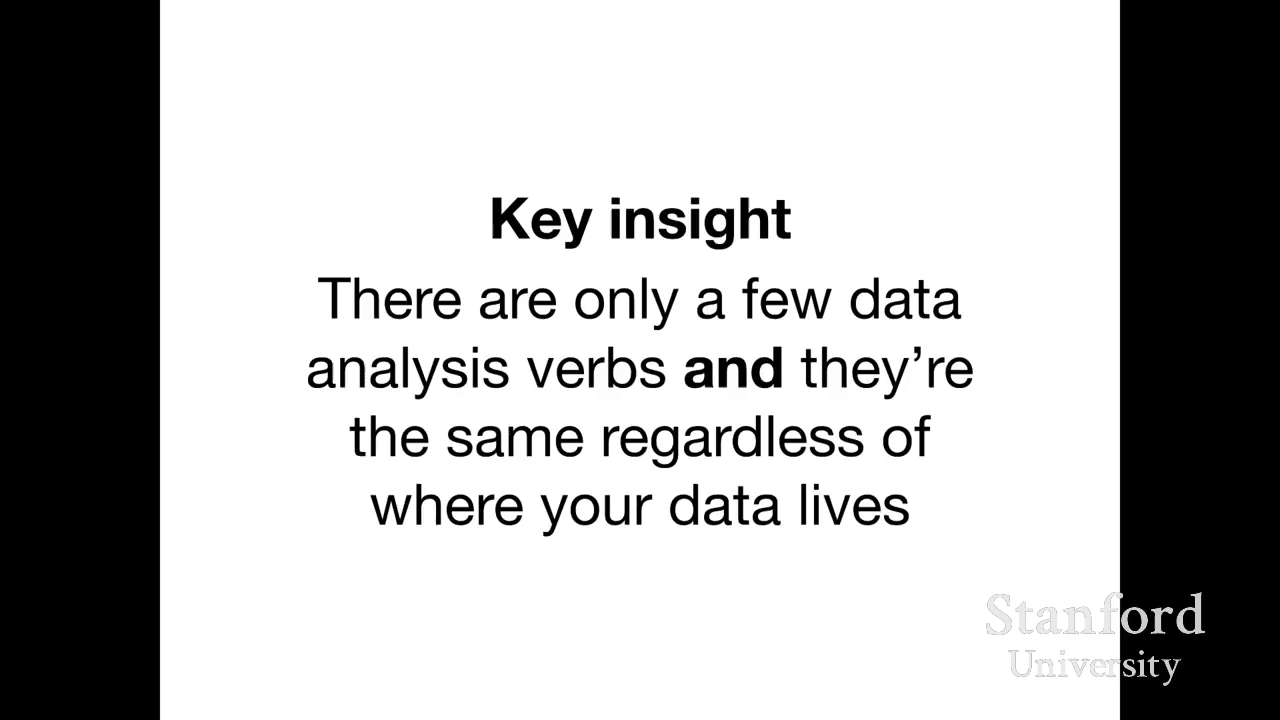 Key insight
There are only a few data
analysis verbs and they’re
the same regardless of
where your data lives
Stanford
University